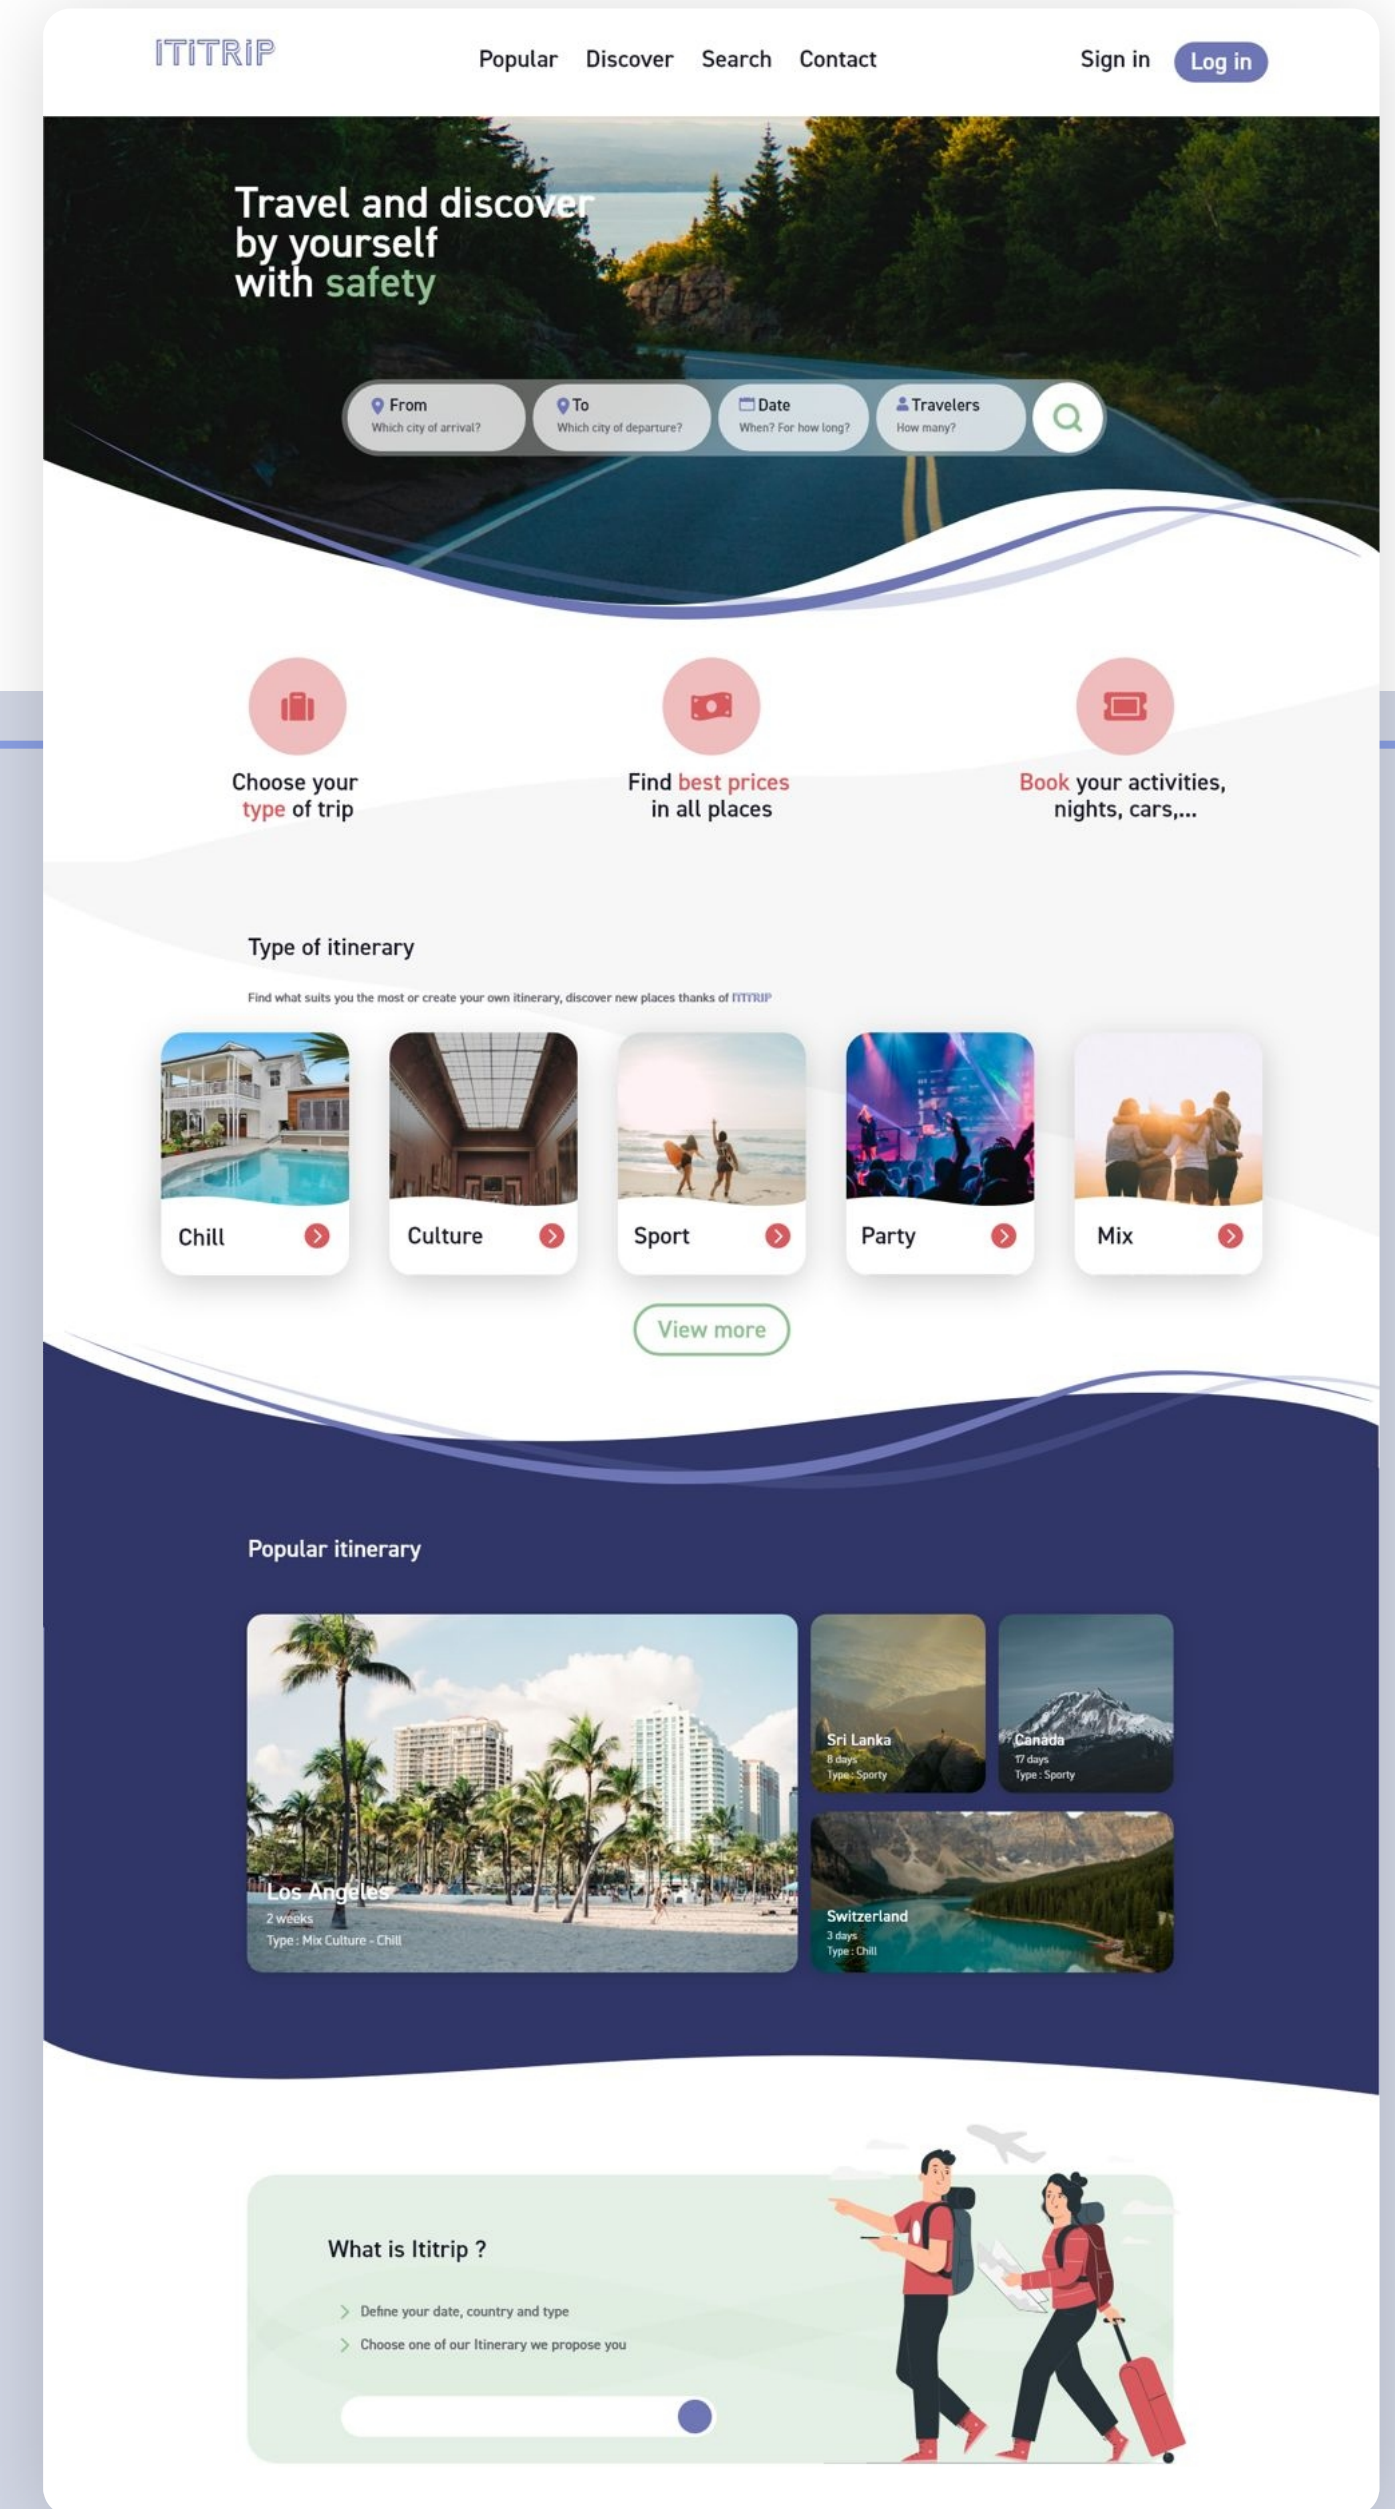 ITiTRiP
Popular Discover Search Contact
Sign in Log in
Travel and discover
by yourself
with safety
From
Which city of arrival?
To
Which city of departure?
Date
When? For how long?
Travelers
How many?
Choose your
type of trip
Find best prices
in all places
Book your activities,
nights, cars,...
Type of itinerary
Find what suits you the most or create your own itinerary, discover new places thanks of ITITRIP
Chill
Culture
Sport
Party
Mix
View more
Popular itinerary
Los Angeles
2 weeks
Type : Mix Culture - Chill
Sri Lanka
8 days
Type : Sporty
Canada
17 days
Type : Sporty
Switzerland
3 days
Type : Chill
What is Ititrip ?
Define your date, country and type
Choose one of our Itinerary we propose you